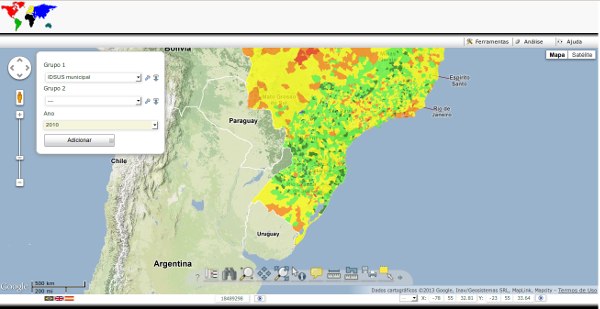 Ferramentas Análise Ajuda
Mapa Satélite
Bolivia
Grupo 1
IDSUS municipal
Grupo 2
---
Ano
2010
Adicionar
Espírito Santo
Rio de Janeiro
Paraguay
Chile
Uruguay
Argentina
Google
500 km
200 mi
Dados cartográficos ©2013 Google, Inav/Geosistemas SRL, MapLink, Mapcity - Termos de Uso
18489298
--- X: -78 55 32.81 Y: -23 55 33.64